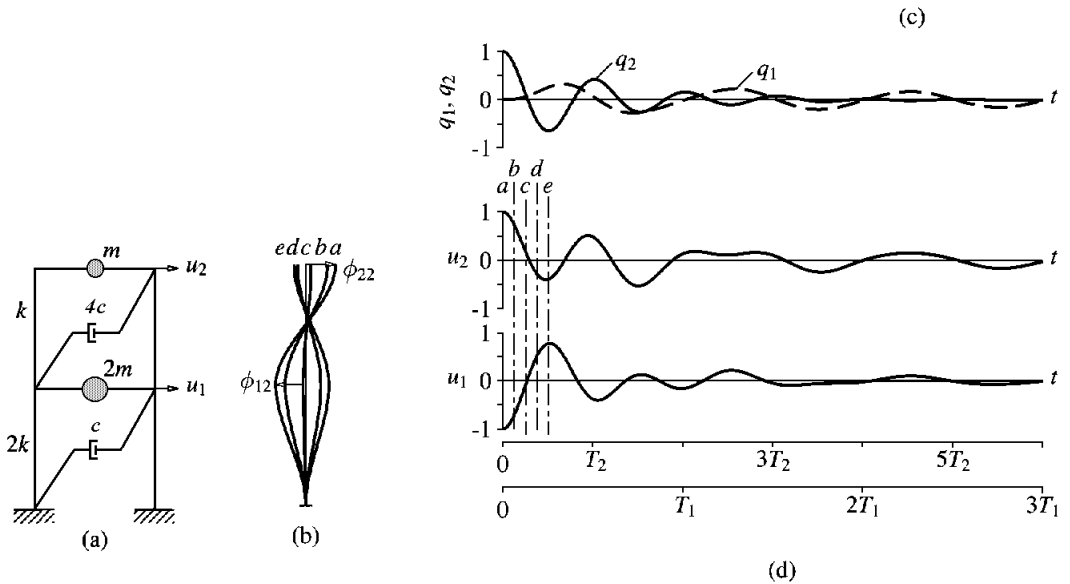 (c)
1
0
-1
q1, q2
q2
q1
t
a b c d e
1
0
-1
u2
t
1
0
-1
u1
t
0 T2 3T2 5T2
0 T1 2T1 3T1
(d)
m
u2
k
4c
2m
u1
2k
c
(a)
e d c b a
ϕ22
ϕ12
(b)